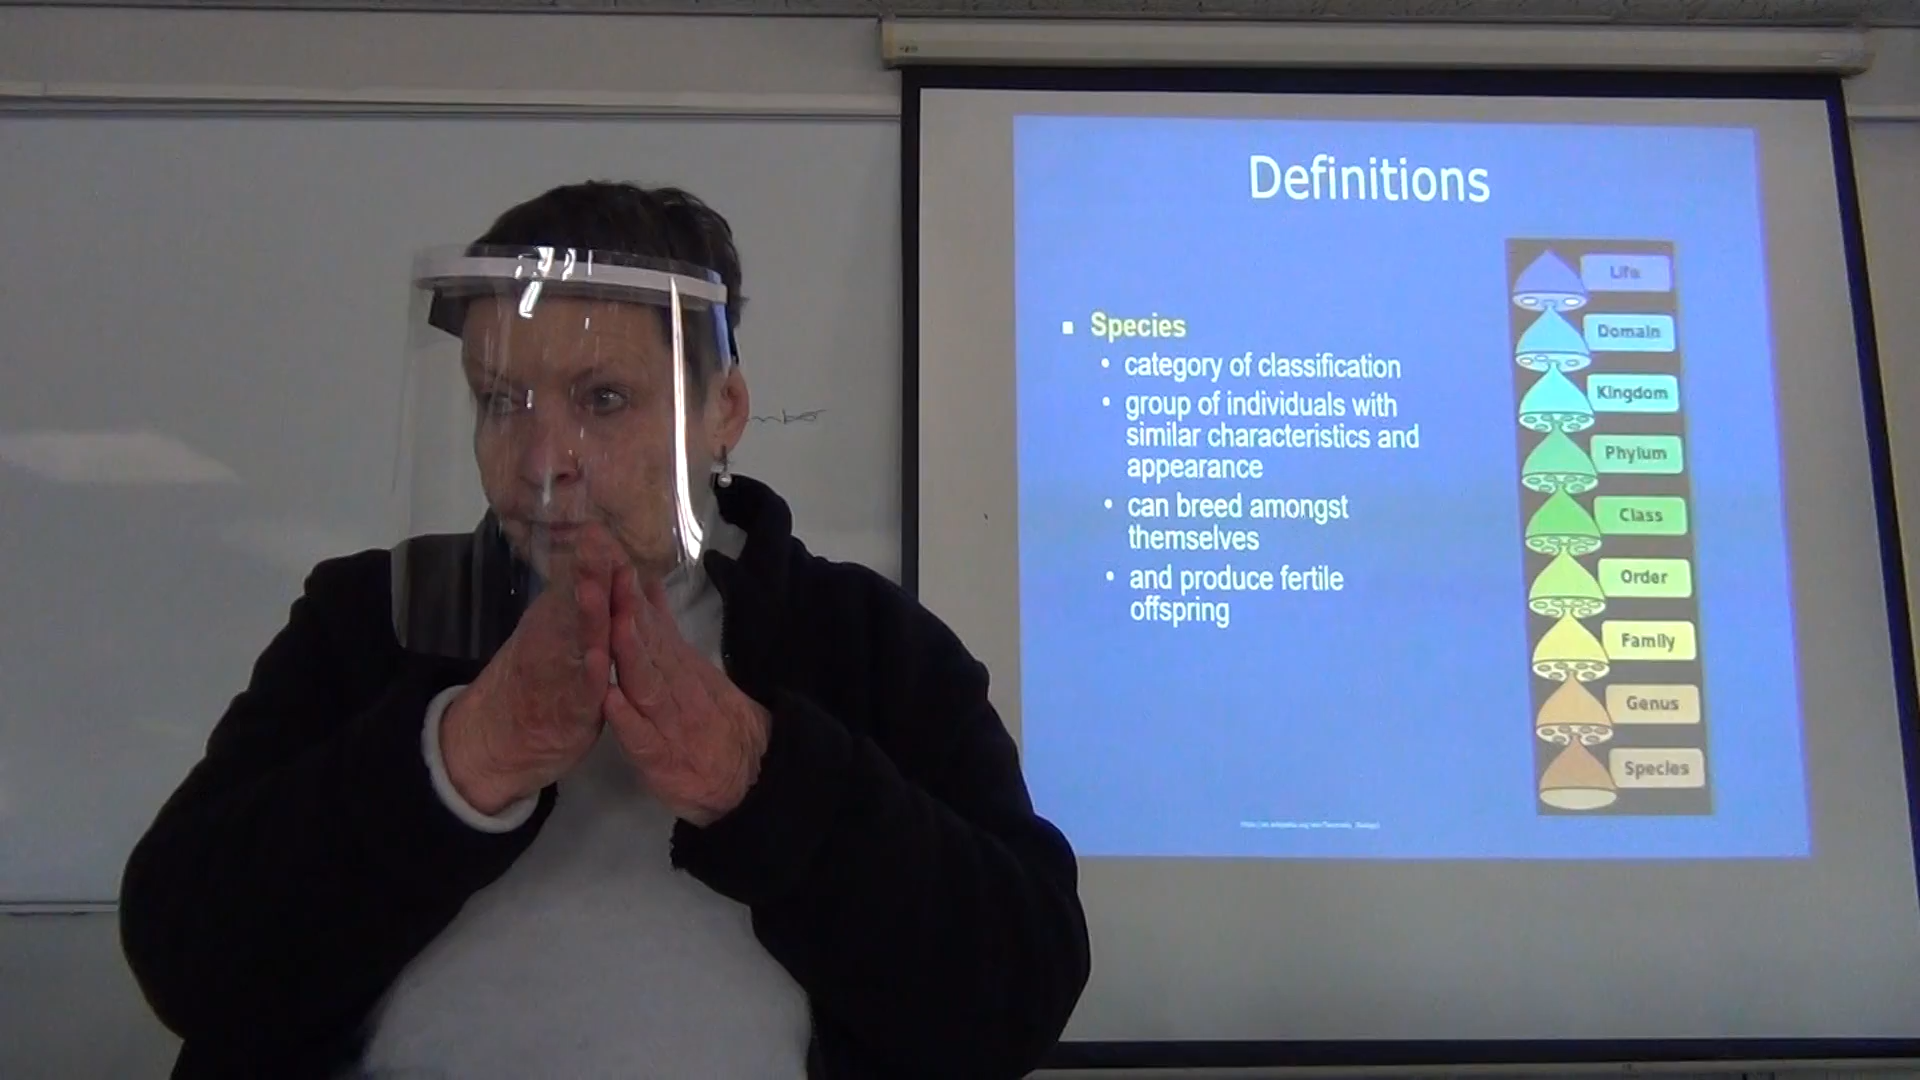 Definitions
Species
category of classification
group of individuals with
similar characteristics and
appearance
can breed amongst
themselves
and produce fertile
offspring
Life
Domain
Kingdom
Phylum
Class
Order
Family
Genus
Species